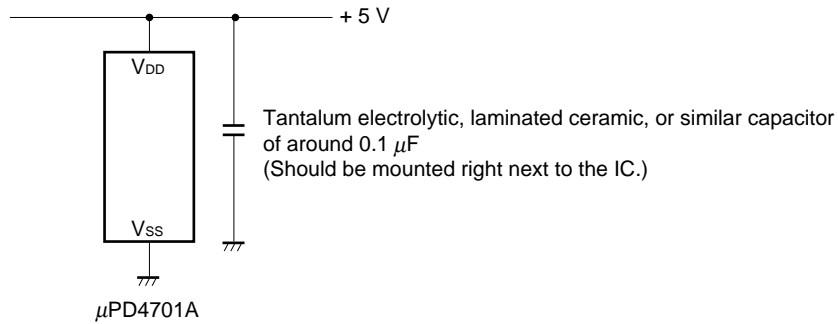 + 5 V
VDD
Tantalum electrolytic, laminated ceramic, or similar capacitor
of around 0.1 μF
(Should be mounted right next to the IC.)
VSS
μPD4701A